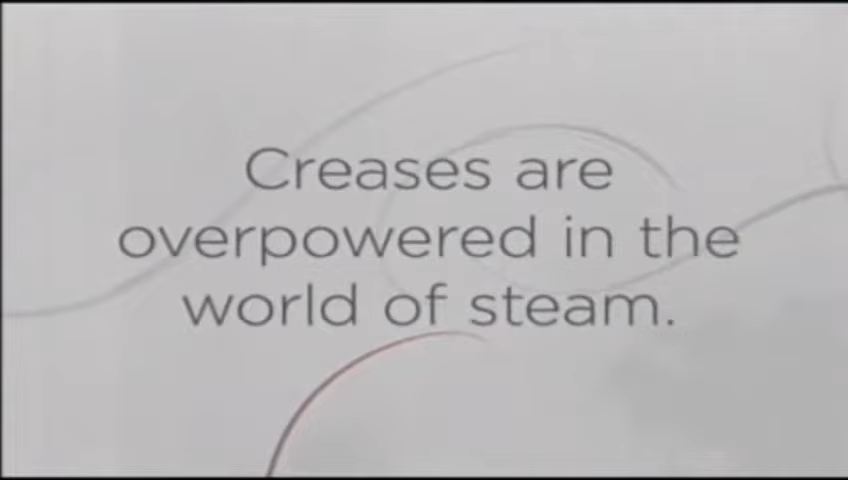 Creases are
overpowered in the
world of steam.